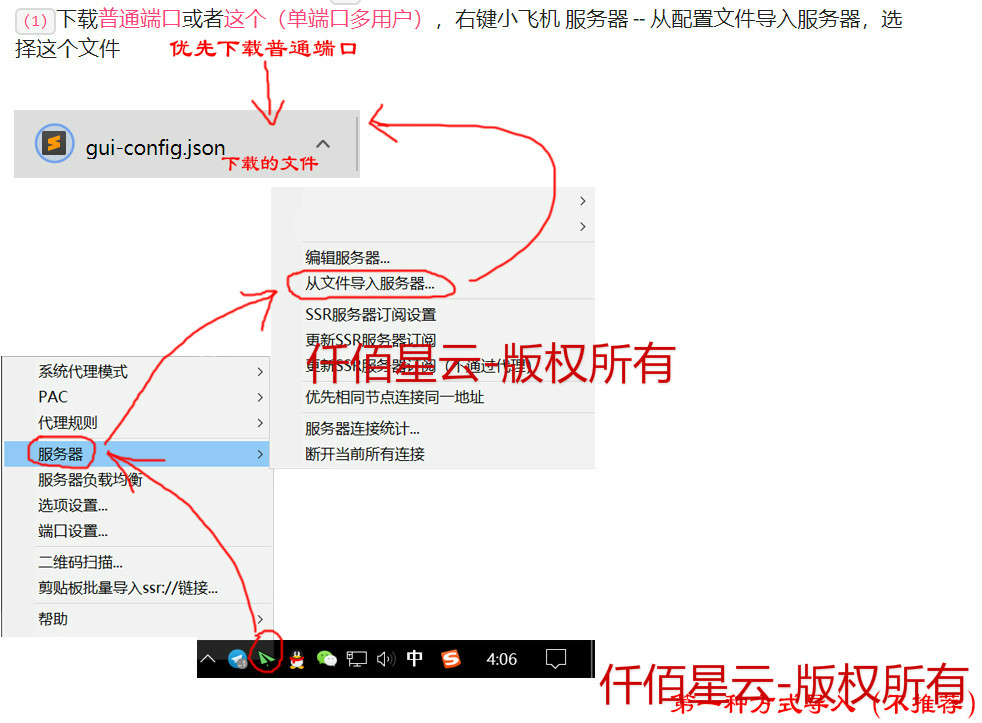 (1) 下载普通端口或者这个（单端口多用户），右键小飞机 服务器 -- 从配置文件导入服务器，选
择这个文件
优先下载普通端口
gui-config.json
下载的文件
编辑服务器...
从文件导入服务器...
SSR服务器订阅设置
更新SSR服务器订阅
更新SSR服务器订阅（不通过代理）
仟佰星云-版权所有
优先相同节点连接同一地址
服务器连接统计...
断开当前所有连接
系统代理模式
PAC
代理规则
服务器
服务器负载均衡
选项设置...
端口设置...
二维码扫描...
剪贴板批量导入ssr://链接...
帮助
中
4:06
仟佰星云-版权所有
第一种方式导入（不推荐）